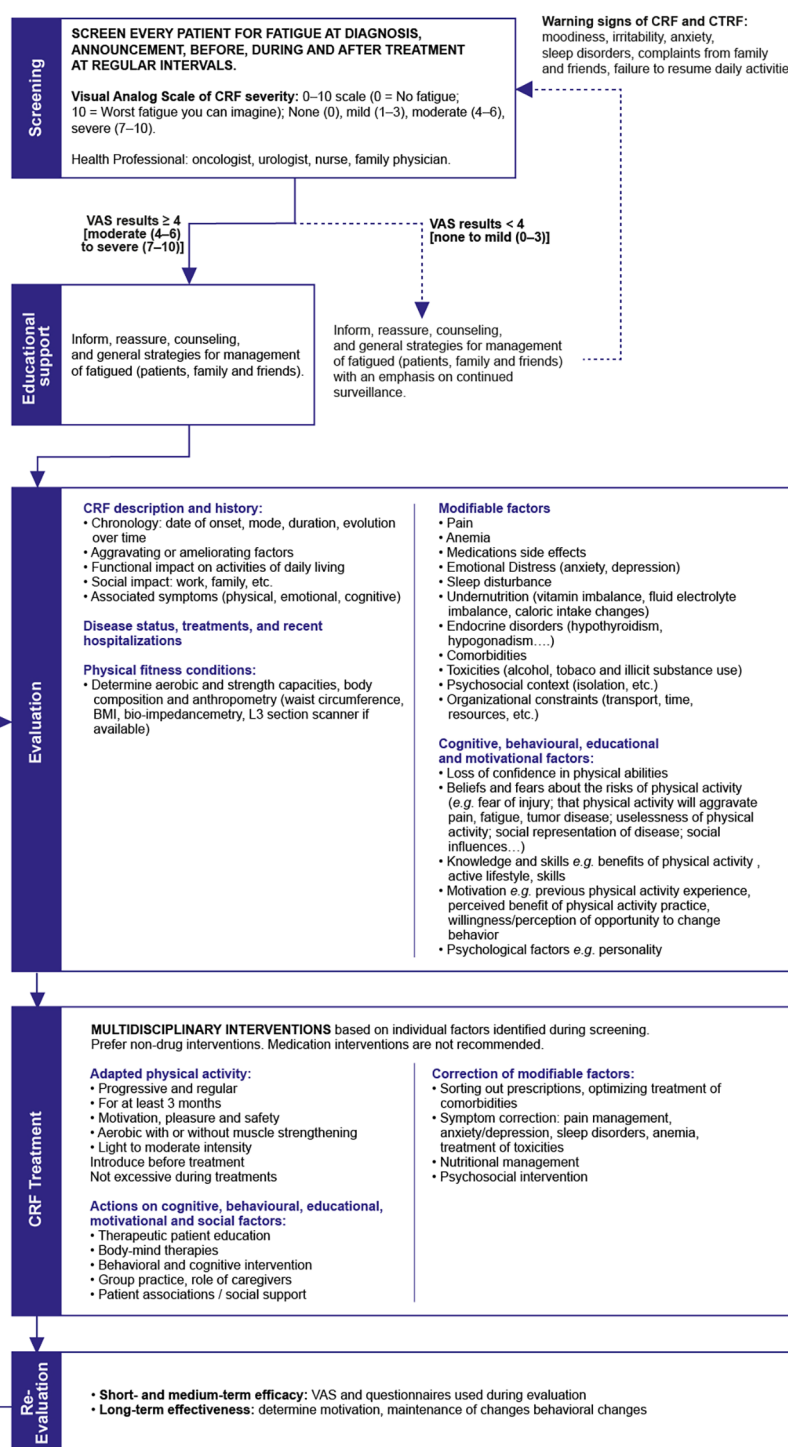 Screening
SCREEN EVERY PATIENT FOR FATIGUE AT DIAGNOSIS,
ANNOUNCEMENT, BEFORE, DURING AND AFTER TREATMENT
AT REGULAR INTERVALS.
Visual Analog Scale of CRF severity: 0–10 scale (0 = No fatigue;
10 = Worst fatigue you can imagine); None (0), mild (1–3), moderate (4–6),
severe (7–10).
Health Professional: oncologist, urologist, nurse, family physician.
Warning signs of CRF and CTRF:
moodiness, irritability, anxiety,
sleep disorders, complaints from family
and friends, failure to resume daily activitie
VAS results ≥ 4
[moderate (4–6)
to severe (7–10)]
VAS results < 4
[none to mild (0–3)]
Educational
support
Inform, reassure, counseling,
and general strategies for management
of fatigued (patients, family and friends).
Inform, reassure, counseling,
and general strategies for management
of fatigued (patients, family and friends)
with an emphasis on continued
surveillance.
Evaluation
CRF description and history:
• Chronology: date of onset, mode, duration, evolution
over time
• Aggravating or ameliorating factors
• Functional impact on activities of daily living
• Social impact: work, family, etc.
• Associated symptoms (physical, emotional, cognitive)
Disease status, treatments, and recent
hospitalizations
Physical fitness conditions:
• Determine aerobic and strength capacities, body
composition and anthropometry (waist circumference,
BMI, bio-impedancemetry, L3 section scanner if
available)
Modifiable factors
• Pain
• Anemia
• Medications side effects
• Emotional Distress (anxiety, depression)
• Sleep disturbance
• Undernutrition (vitamin imbalance, fluid electrolyte
imbalance, caloric intake changes)
• Endocrine disorders (hypothyroidism,
hypogonadism….)
• Comorbidities
• Toxicities (alcohol, tobaco and illicit substance use)
• Psychosocial context (isolation, etc.)
• Organizational constraints (transport, time,
resources, etc.)
Cognitive, behavioural, educational
and motivational factors:
• Loss of confidence in physical abilities
• Beliefs and fears about the risks of physical activity
(e.g. fear of injury; that physical activity will aggravate
pain, fatigue, tumor disease; uselessness of physical
activity; social representation of disease; social
influences…)
• Knowledge and skills e.g. benefits of physical activity ,
active lifestyle, skills
• Motivation e.g. previous physical activity experience,
perceived benefit of physical activity practice,
willingness/perception of opportunity to change
behavior
• Psychological factors e.g. personality
CRF Treatment
MULTIDISCIPLINARY INTERVENTIONS based on individual factors identified during screening.
Prefer non-drug interventions. Medication interventions are not recommended.
Adapted physical activity:
• Progressive and regular
• For at least 3 months
• Motivation, pleasure and safety
• Aerobic with or without muscle strengthening
• Light to moderate intensity
Introduce before treatment
Not excessive during treatments
Actions on cognitive, behavioural, educational,
motivational and social factors:
• Therapeutic patient education
• Body-mind therapies
• Behavioral and cognitive intervention
• Group practice, role of caregivers
• Patient associations / social support
Correction of modifiable factors:
• Sorting out prescriptions, optimizing treatment of
comorbidities
• Symptom correction: pain management,
anxiety/depression, sleep disorders, anemia,
treatment of toxicities
• Nutritional management
• Psychosocial intervention
Re-
Evaluation
• Short- and medium-term efficacy: VAS and questionnaires used during evaluation
• Long-term effectiveness: determine motivation, maintenance of changes behavioral changes